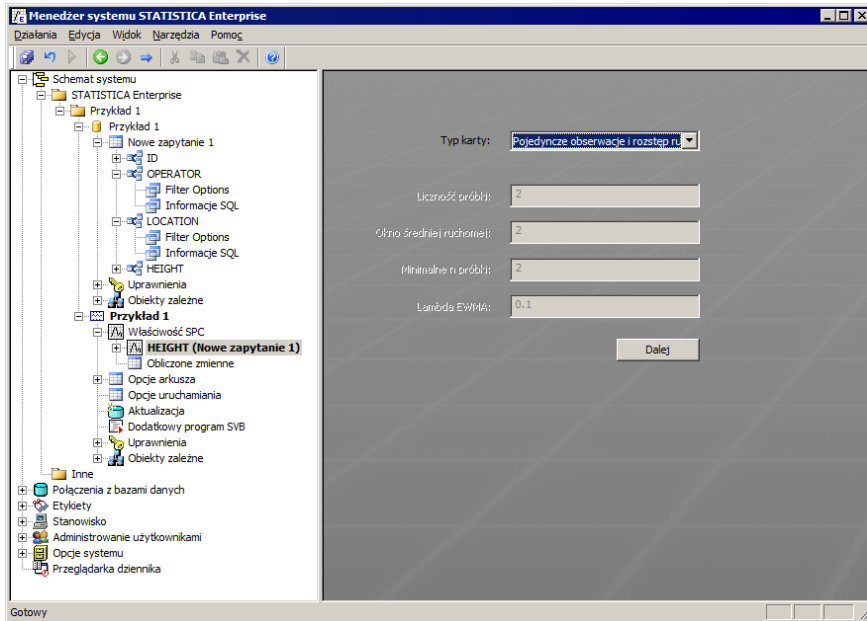 Menedżer systemu STATISTICA Enterprise
Działania Edycja Widok Narzędzia Pomoc
Schemat systemu
STATISTICA Enterprise
Przykład 1
Przykład 1
Nowe zapytanie 1
ID
OPERATOR
Filter Options
Informacje SQL
LOCATION
Filter Options
Informacje SQL
HEIGHT
Uprawnienia
Obiekty zależne
Przykład 1
Właściwość SPC
HEIGHT (Nowe zapytanie 1)
Obliczone zmienne
Opcje arkusza
Opcje uruchamiania
Aktualizacja
Dodatkowy program SVB
Uprawnienia
Obiekty zależne
Inne
Połączenia z bazami danych
Etykiety
Stanowisko
Administrowanie użytkownikami
Opcje systemu
Przeglądarka dziennika
Typ karty: Pojedyncze obserwacje i rozstęp ru
Liczność próbki: 2
Okno średniej ruchomej: 2
Minimalne n próbki: 2
Lambda EWMA: 0.1
Dalej
Gotowy